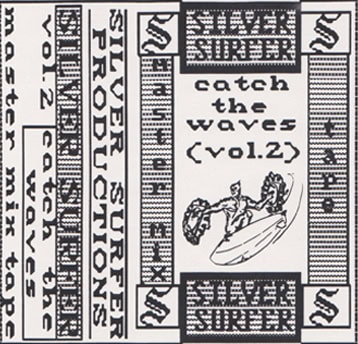 SILVER SURFER
vol.2 catch the
waves
master mix tape
SILVER SURFER
PRODUCTIONS
S
SILVER
SURFER
S
master mix
catch
the
waves
(vol.2)
tape
S
SILVER
SURFER
S